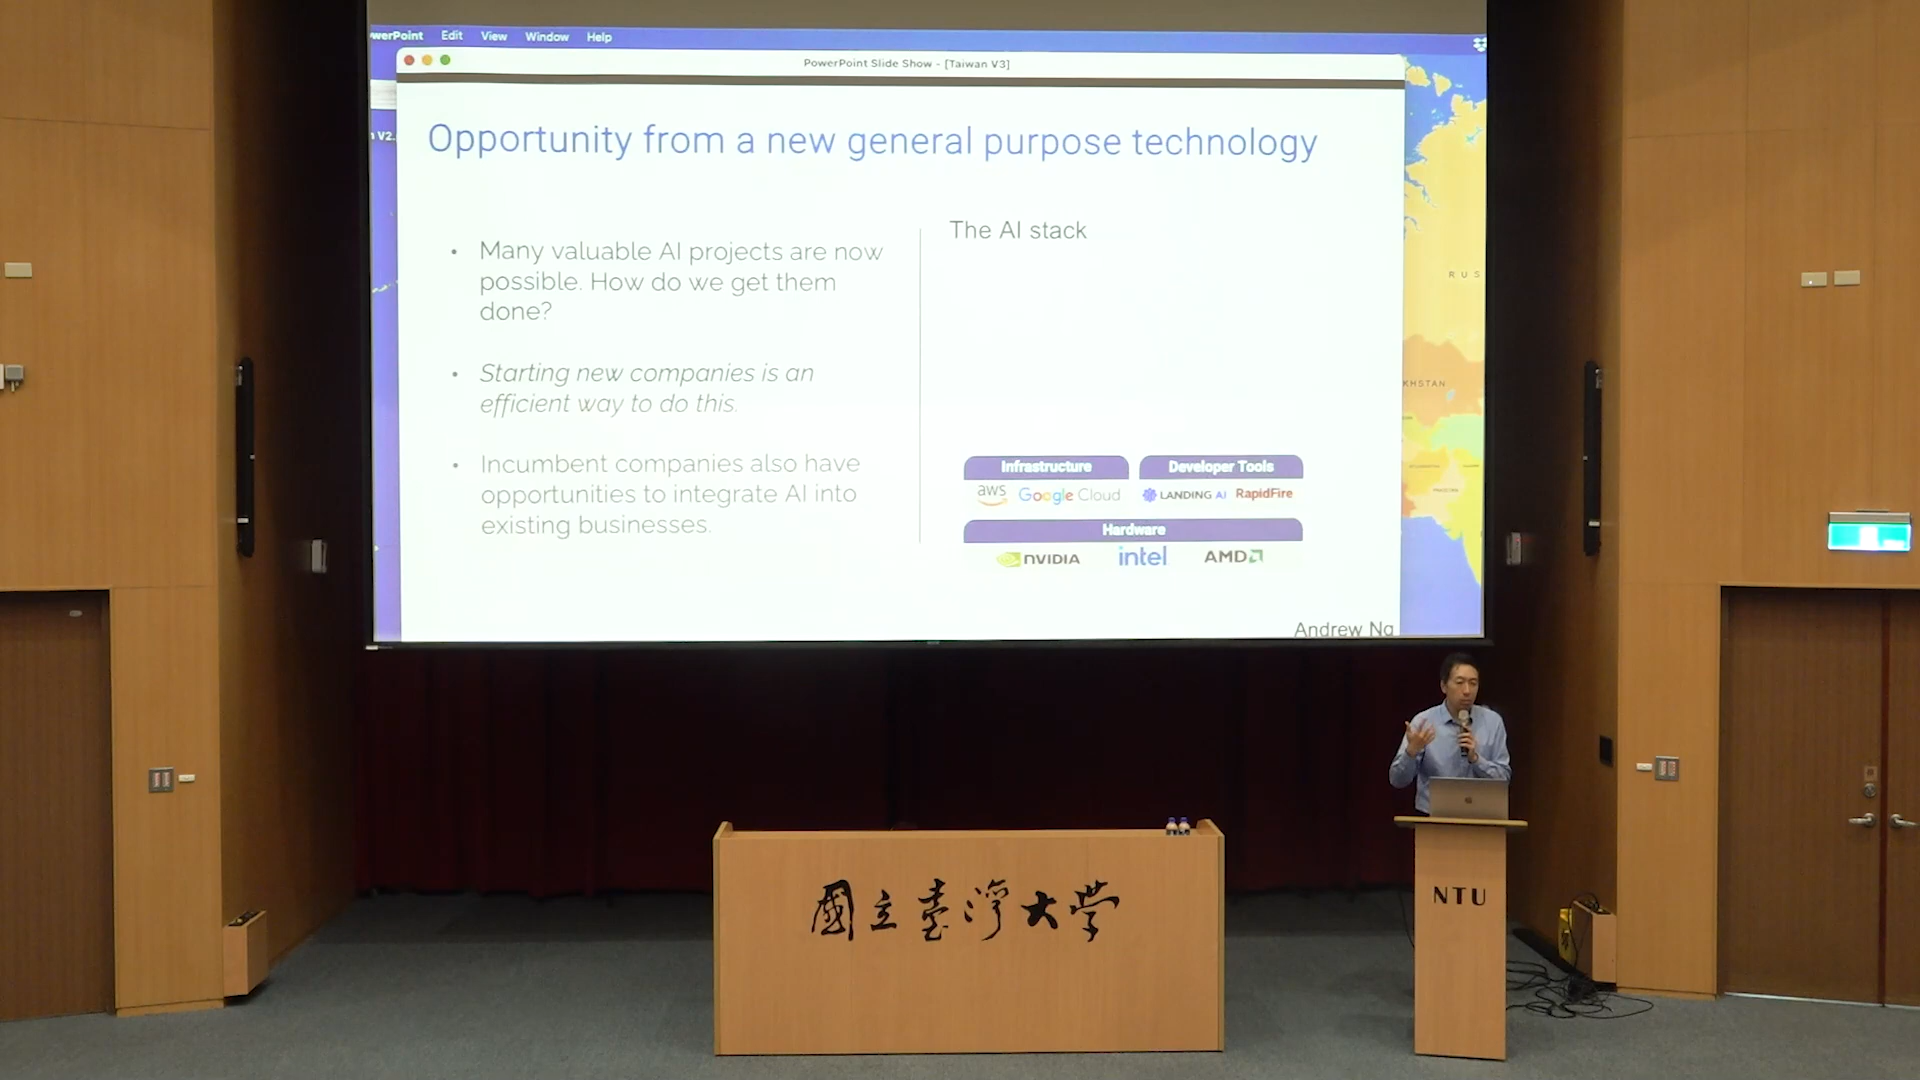 werPoint Edit View Window Help
PowerPoint Slide Show - [Taiwan V3]
V2.
Opportunity from a new general purpose technology
• Many valuable AI projects are now
possible. How do we get them
done?
• Starting new companies is an
efficient way to do this.
• Incumbent companies also have
opportunities to integrate AI into
existing businesses.
The AI stack
Infrastructure
aws Google Cloud
Developer Tools
LANDING AI RapidFire
Hardware
NVIDIA intel AMD
Andrew Ng
RUS
KHSTAN
國立臺灣大學
NTU